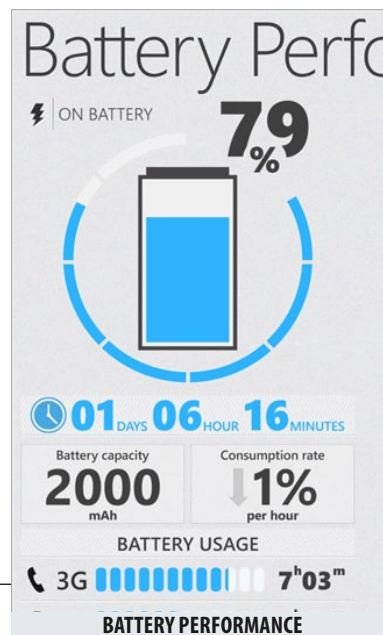 Battery Perfo
ON BATTERY
79%
01 DAYS 06 HOUR 16 MINUTES
Battery capacity
2000
mAh
Consumption rate
1%
per hour
BATTERY USAGE
3G 7h03m
BATTERY PERFORMANCE